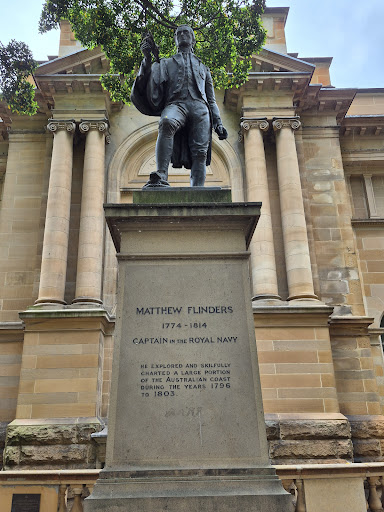 MATTHEW FLINDERS
1774 - 1814
CAPTAIN IN THE ROYAL NAVY
HE EXPLORED AND SKILFULLY
CHARTED A LARGE PORTION
OF THE AUSTRALIAN COAST
DURING THE YEARS 1796
TO 1803.